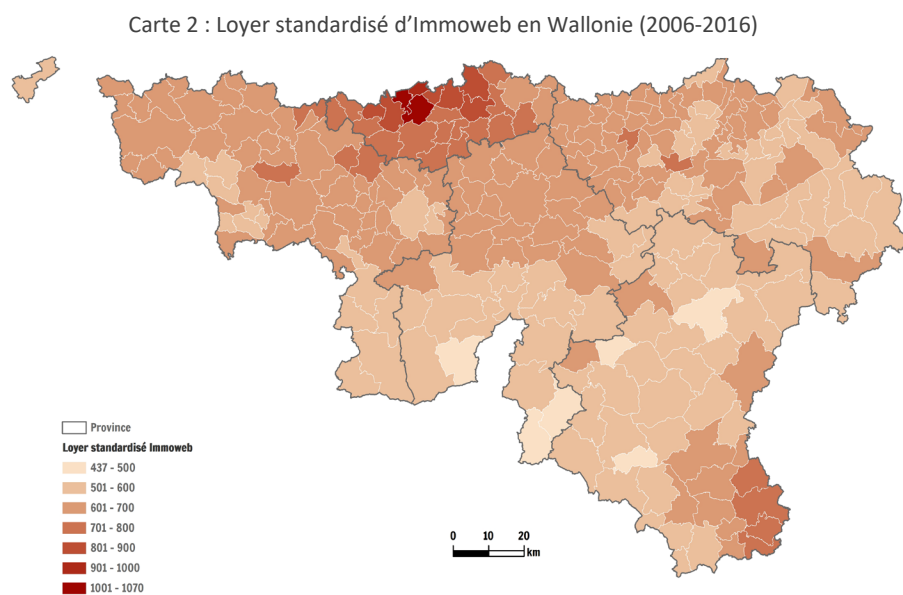 Carte 2 : Loyer standardisé d’Immoweb en Wallonie (2006-2016)
Province
Loyer standardisé Immoweb
437 - 500
501 - 600
601 - 700
701 - 800
801 - 900
901 - 1000
1001 - 1070
0 10 20
km